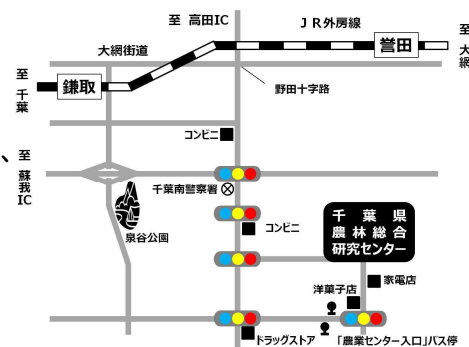 至 高田IC
JR外房線
至 大網
大網街道
誉田
至 千葉
鎌取
野田十字路
コンビニ
、
至 蘇我IC
千葉南警察署
泉谷公園
コンビニ
千葉県
農林総合
研究センター
家電店
洋菓子店
ドラッグストア
「農業センター入口」バス停